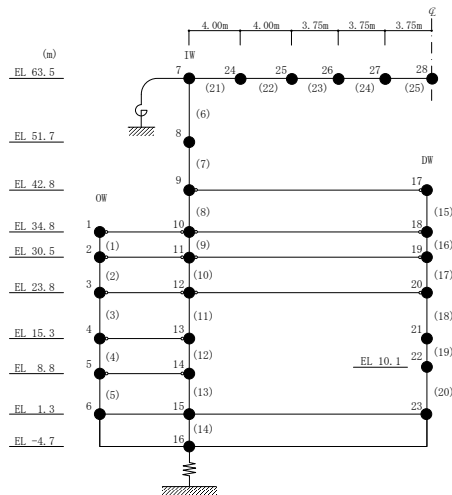 ℄
4.00m 4.00m 3.75m 3.75m 3.75m
(m) IW
EL 63.5 7 24 25 26 27 28
(21) (22) (23) (24) (25)
(6)
EL 51.7 8
(7) DW
EL 42.8 9 17
OW (8) (15)
EL 34.8 1 10 18
(1) (9) (16)
EL 30.5 2 11 19
(2) (10) (17)
EL 23.8 3 12 20
(3) (11) (18)
EL 15.3 4 13 21
(4) (12) (19)
EL 10.1 22
EL 8.8 5 14
(5) (13) (20)
EL 1.3 6 15 23
(14)
EL -4.7 16